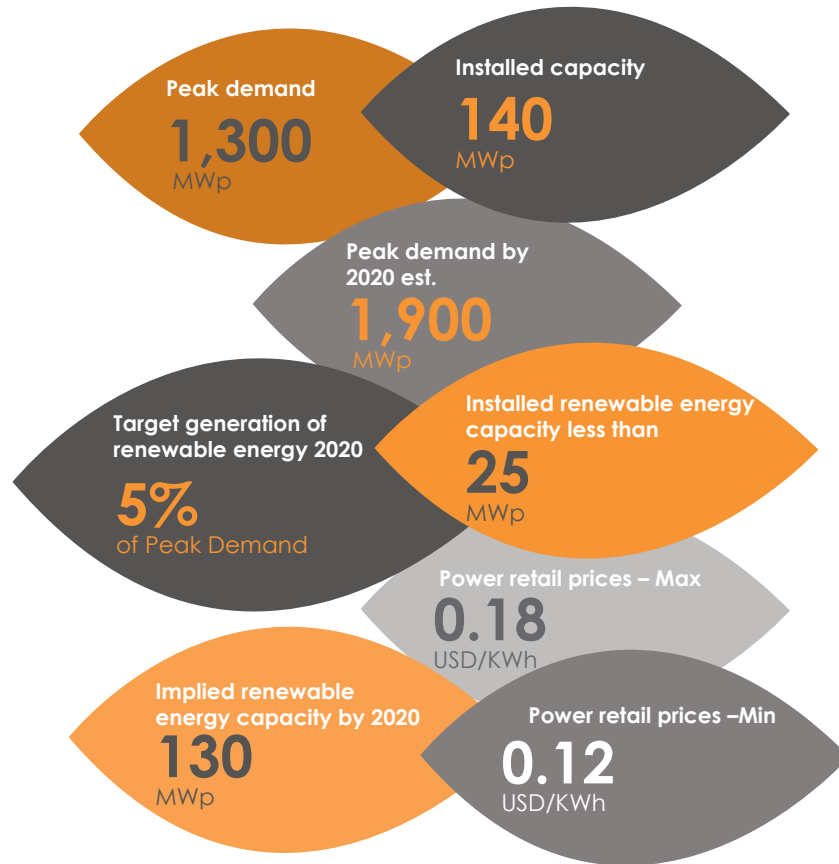 Peak demand
1,300
MWp
Installed capacity
140
MWp
Peak demand by
2020 est.
1,900
MWp
Target generation of
renewable energy 2020
5%
of Peak Demand
Installed renewable energy
capacity less than
25
MWp
Power retail prices – Max
0.18
USD/KWh
Implied renewable
energy capacity by 2020
130
MWp
Power retail prices –Min
0.12
USD/KWh